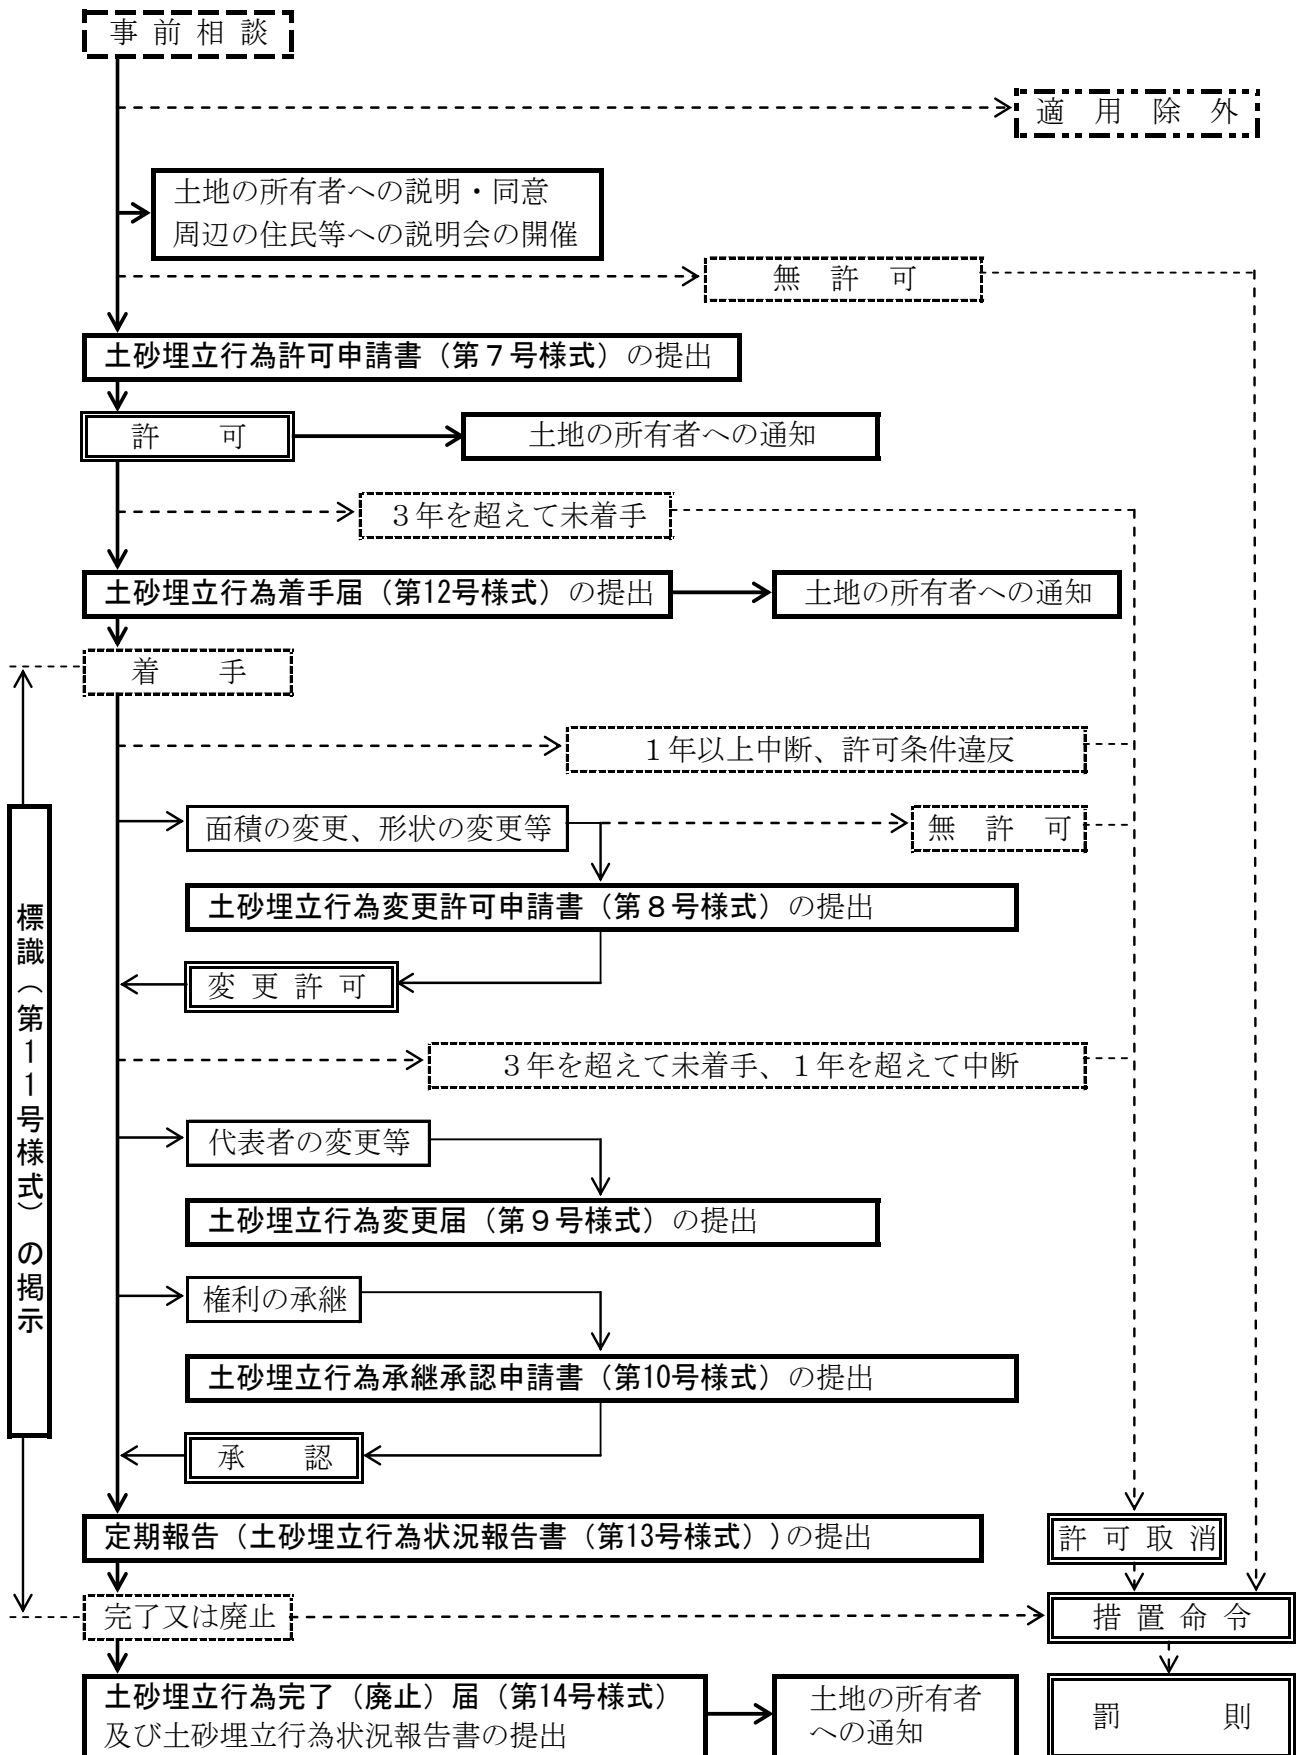 事前相談
適用除外
土地の所有者への説明・同意
周辺の住民等への説明会の開催
無許可
土砂埋立行為許可申請書（第７号様式）の提出
許可
土地の所有者への通知
３年を超えて未着手
土砂埋立行為着手届（第12号様式）の提出
土地の所有者への通知
着手
１年以上中断、許可条件違反
面積の変更、形状の変更等
無許可
土砂埋立行為変更許可申請書（第８号様式）の提出
変更許可
３年を超えて未着手、１年を超えて中断
代表者の変更等
土砂埋立行為変更届（第９号様式）の提出
権利の承継
土砂埋立行為承継承認申請書（第10号様式）の提出
承認
標識（第１１号様式）の掲示
定期報告（土砂埋立行為状況報告書（第13号様式））の提出
許可取消
完了又は廃止
措置命令
土砂埋立行為完了（廃止）届（第14号様式）
及び土砂埋立行為状況報告書の提出
土地の所有者
への通知
罰則